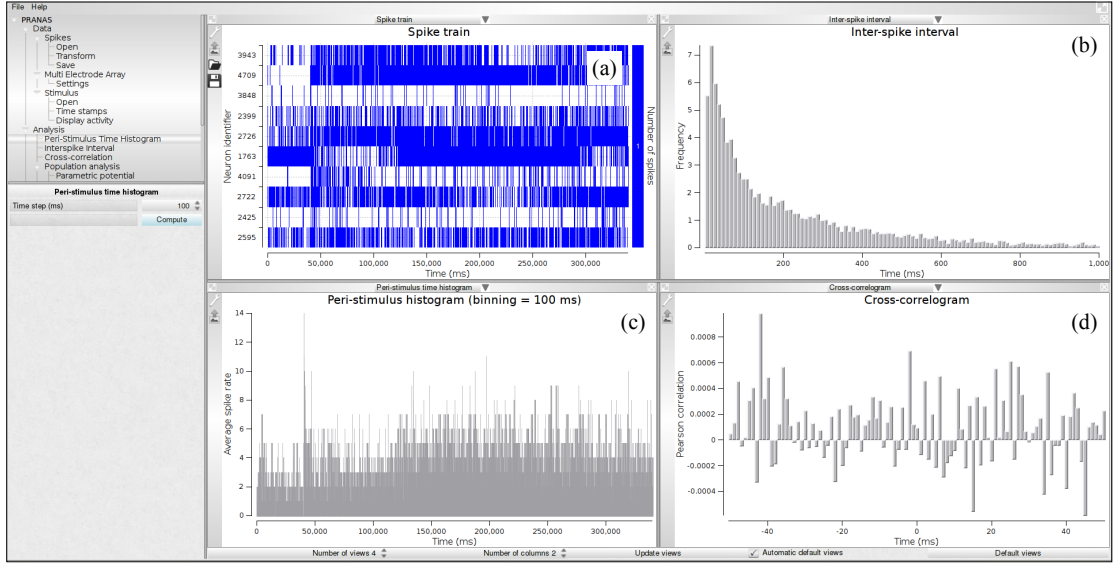 File Help
PRANAS
Data
Spikes
Open
Transform
Save
Multi Electrode Array
Settings
Stimulus
Open
Time stamps
Display activity
Analysis
Peri-Stimulus Time Histogram
Interspike Interval
Cross-correlation
Population analysis
Parametric potential
Peri-stimulus time histogram
Time step (ms) 100
Compute
Spike train
Spike train
(a)
Neuron identifier
3943
4709
3848
2399
2726
1763
4091
2722
2425
2595
0 50,000 100,000 150,000 200,000 250,000 300,000
Time (ms)
1
Number of spikes
Inter-spike interval
Inter-spike interval
(b)
Frequency
7
6
5
4
3
2
1
0
200 400 600 800 1,000
Time (ms)
Peri-stimulus time histogram
Peri-stimulus histogram (binning = 100 ms)
(c)
Average spike rate
14
12
10
8
6
4
2
0
0 50,000 100,000 150,000 200,000 250,000 300,000
Time (ms)
Cross-correlogram
Cross-correlogram
(d)
Pearson correlation
0.0008
0.0006
0.0004
0.0002
0
-0.0002
-0.0004
-40 -20 0 20 40
Time (ms)
Number of views 4 Number of columns 2 Update views Automatic default views Default views